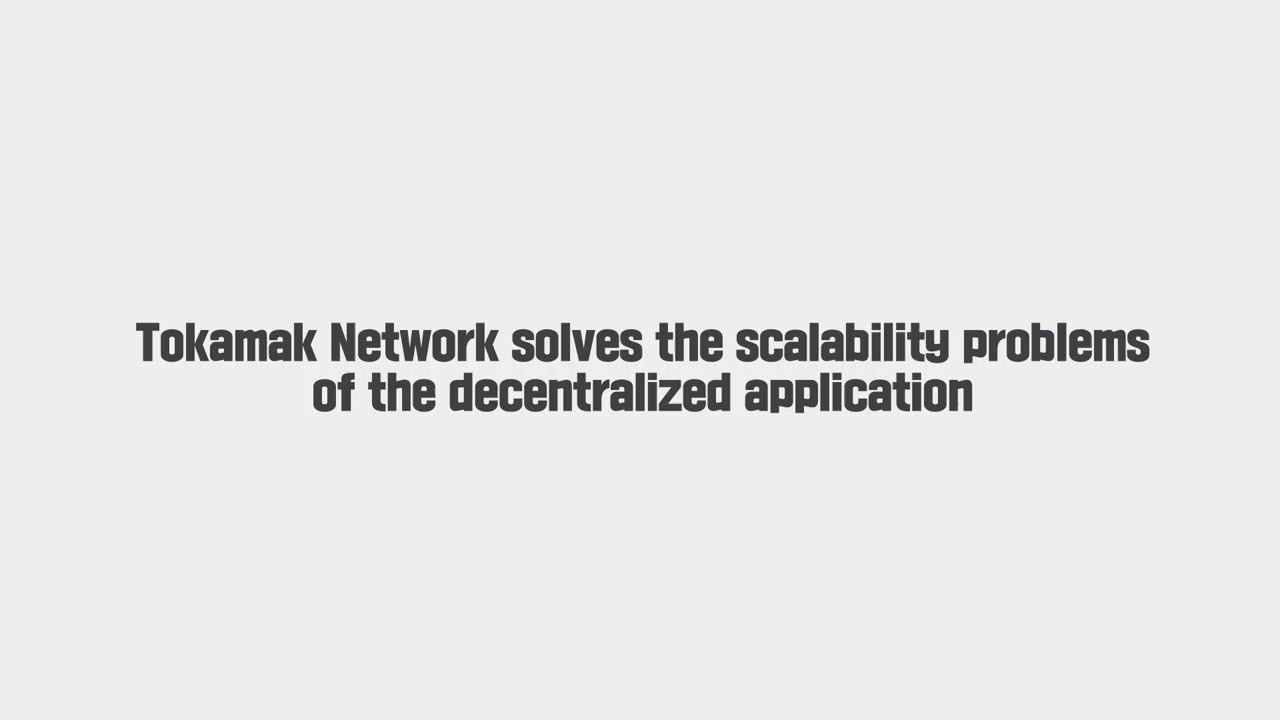 Tokamak Network solves the scalability problems
of the decentralized application